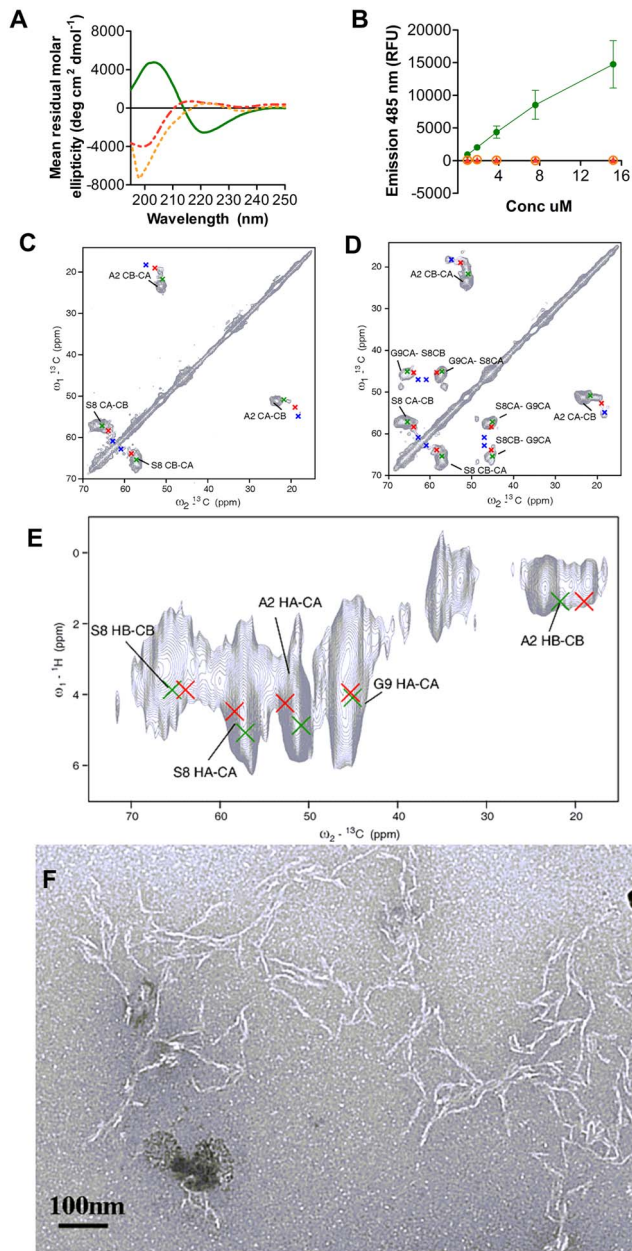 A
Mean residual molar
ellipticity (deg cm² dmol⁻¹)
8000
4000
0
-4000
-8000
200
210
220
230
240
250
Wavelength (nm)
B
Emission 485 nm (RFU)
20000
15000
10000
5000
0
-5000
0
4
8
12
16
Conc uM
C
A2 CB-CA
S8 CA-CB
A2 CA-CB
S8 CB-CA
20
30
40
50
60
70
70
60
50
40
30
20
ω₁ - ¹³C (ppm)
ω₂ - ¹³C (ppm)
D
A2 CB-CA
G9CA- S8CB
G9CA- S8CA
S8 CA-CB
A2 CA-CB
S8CA- G9CA
S8CB- G9CA
S8 CB-CA
20
30
40
50
60
70
70
60
50
40
30
20
ω₁ - ¹³C (ppm)
ω₂ - ¹³C (ppm)
E
S8 HB-CB
A2 HA-CA
A2 HB-CB
G9 HA-CA
S8 HA-CA
0
2
4
6
70
60
50
40
30
20
ω₁ - ¹H (ppm)
ω₂ - ¹³C (ppm)
F
100nm